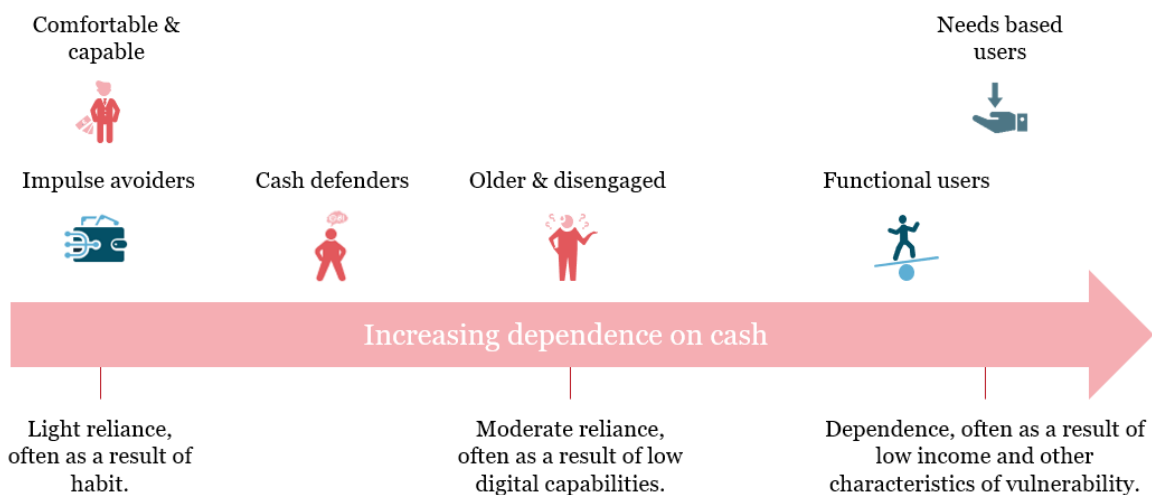 Comfortable &
capable
Needs based
users
Impulse avoiders
Cash defenders
Older & disengaged
Functional users
Increasing dependence on cash
Light reliance,
often as a result of
habit.
Moderate reliance,
often as a result of low
digital capabilities.
Dependence, often as a result of
low income and other
characteristics of vulnerability.